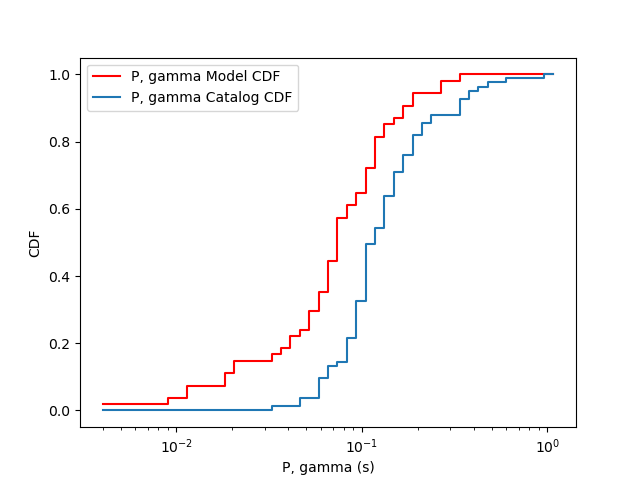 P, gamma Model CDF
P, gamma Catalog CDF
1.0
0.8
0.6
0.4
0.2
0.0
CDF
10⁻² 10⁻¹ 10⁰
P, gamma (s)